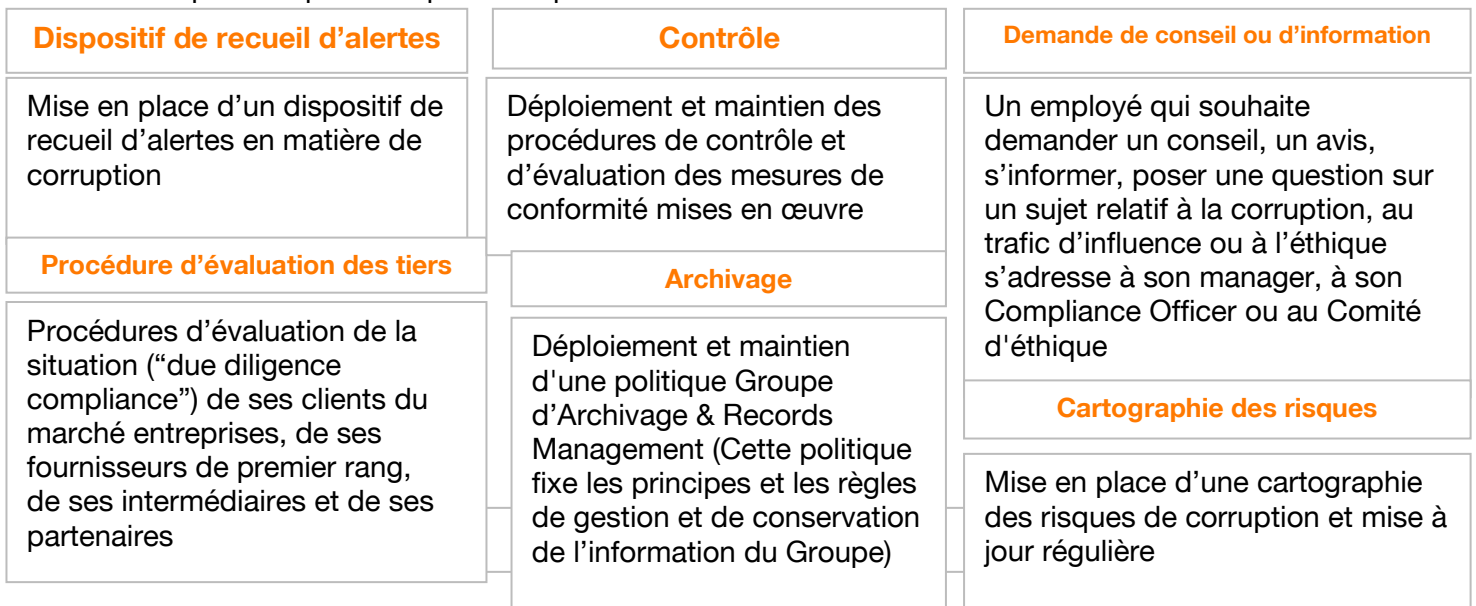 Dispositif de recueil d’alertes
Mise en place d’un dispositif de
recueil d’alertes en matière de
corruption
Procédure d’évaluation des tiers
Procédures d’évaluation de la
situation (“due diligence
compliance”) de ses clients du
marché entreprises, de ses
fournisseurs de premier rang,
de ses intermédiaires et de ses
partenaires
Contrôle
Déploiement et maintien des
procédures de contrôle et
d’évaluation des mesures de
conformité mises en œuvre
Archivage
Déploiement et maintien
d'une politique Groupe
d’Archivage & Records
Management (Cette politique
fixe les principes et les règles
de gestion et de conservation
de l’information du Groupe)
Demande de conseil ou d’information
Un employé qui souhaite
demander un conseil, un avis,
s’informer, poser une question sur
un sujet relatif à la corruption, au
trafic d’influence ou à l’éthique
s’adresse à son manager, à son
Compliance Officer ou au Comité
d'éthique
Cartographie des risques
Mise en place d’une cartographie
des risques de corruption et mise à
jour régulière